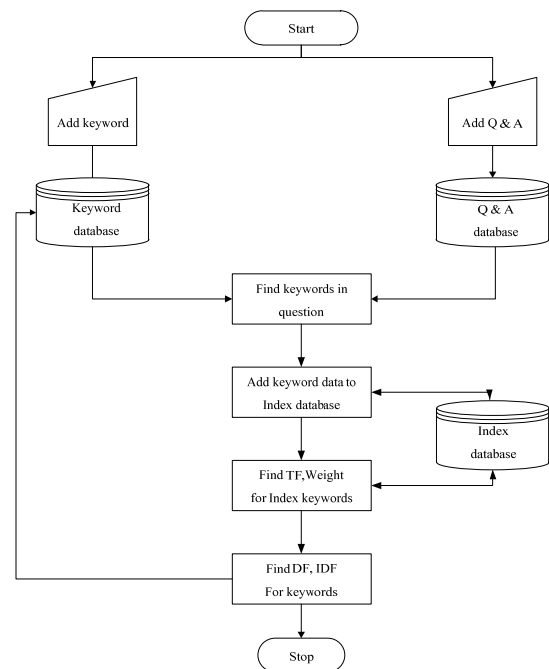 Start
Add keyword
Add Q & A
Keyword
database
Q & A
database
Find keywords in
question
Add keyword data to
Index database
Index
database
Find TF,Weight
for Index keywords
Find DF, IDF
For keywords
Stop